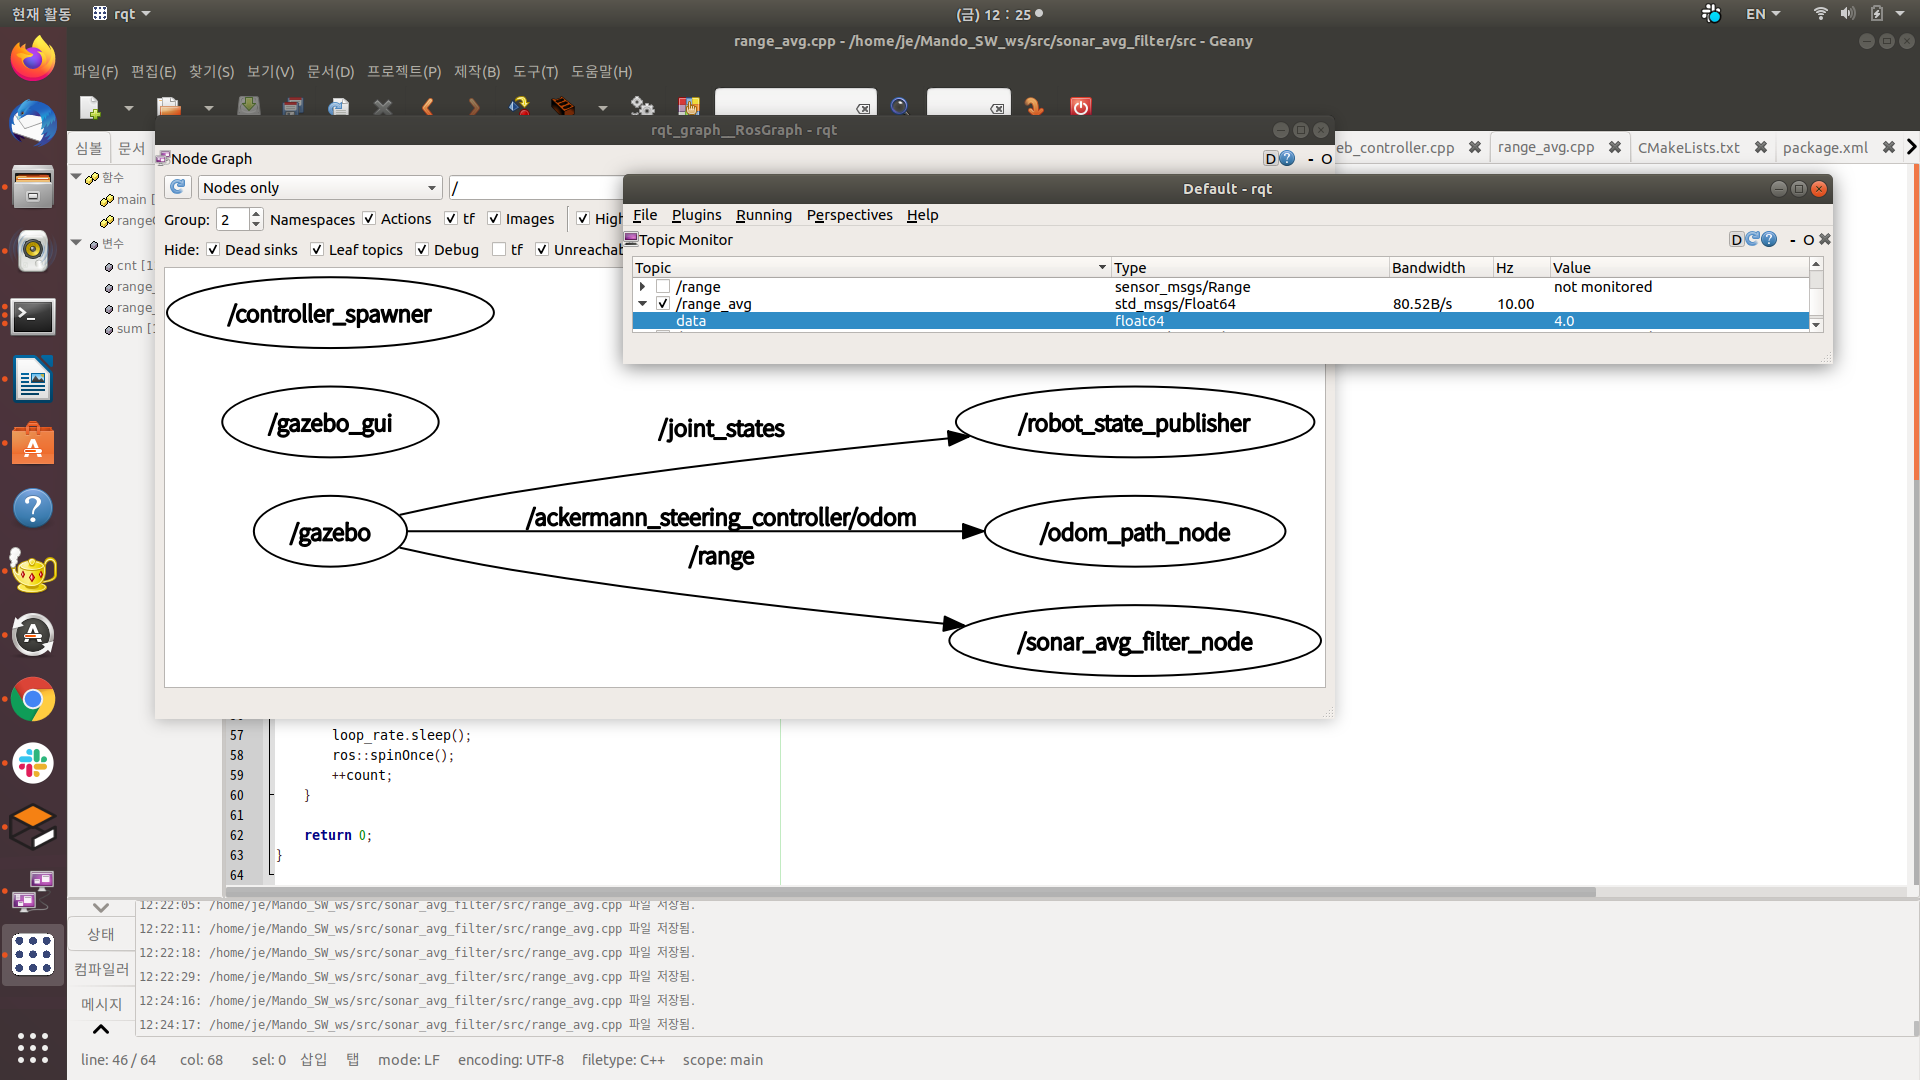 현재 활동
rqt
(금) 12 : 25
EN
range_avg.cpp - /home/je/Mando_SW_ws/src/sonar_avg_filter/src - Geany
파일(F) 편집(E) 찾기(S) 보기(V) 문서(D) 프로젝트(P) 제작(B) 도구(T) 도움말(H)
rqt_graph__RosGraph - rqt
심볼 문서
eb_controller.cpp range_avg.cpp CMakeLists.txt package.xml
Node Graph
D - O
Nodes only /
Group: 2 Namespaces Actions tf Images High
Hide: Dead sinks Leaf topics Debug tf Unreachab
함수
main [
range
변수
cnt [1
range_
range_
sum [
Default - rqt
File Plugins Running Perspectives Help
Topic Monitor
D - O
Topic Type Bandwidth Hz Value
/range sensor_msgs/Range not monitored
/range_avg std_msgs/Float64 80.52B/s 10.00
data float64 4.0
/controller_spawner
/gazebo_gui
/joint_states
/robot_state_publisher
/gazebo
/ackermann_steering_controller/odom
/odom_path_node
/range
/sonar_avg_filter_node
57 loop_rate.sleep();
58 ros::spinOnce();
59 ++count;
60 }
61
62 return 0;
63 }
64
상태
컴파일러
메시지
12:22:05: /home/je/Mando_SW_ws/src/sonar_avg_filter/src/range_avg.cpp 파일 저장됨.
12:22:11: /home/je/Mando_SW_ws/src/sonar_avg_filter/src/range_avg.cpp 파일 저장됨.
12:22:18: /home/je/Mando_SW_ws/src/sonar_avg_filter/src/range_avg.cpp 파일 저장됨.
12:22:29: /home/je/Mando_SW_ws/src/sonar_avg_filter/src/range_avg.cpp 파일 저장됨.
12:24:16: /home/je/Mando_SW_ws/src/sonar_avg_filter/src/range_avg.cpp 파일 저장됨.
12:24:17: /home/je/Mando_SW_ws/src/sonar_avg_filter/src/range_avg.cpp 파일 저장됨.
line: 46 / 64 col: 68 sel: 0 삽입 탭 mode: LF encoding: UTF-8 filetype: C++ scope: main